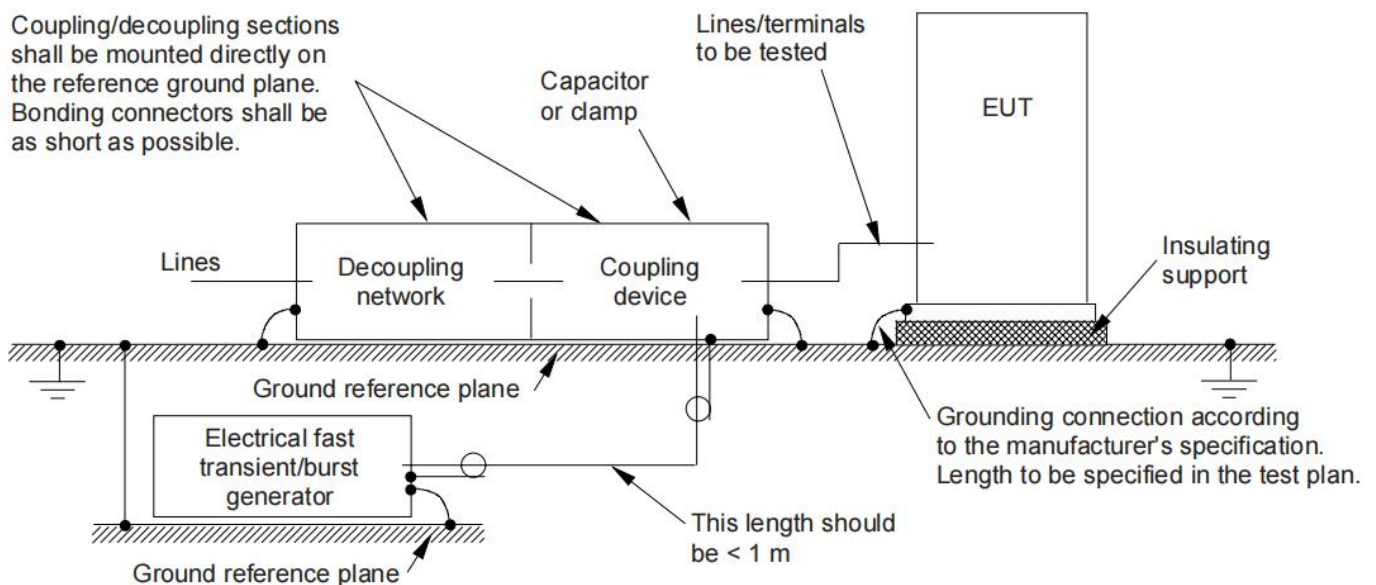 Coupling/decoupling sections
shall be mounted directly on
the reference ground plane.
Bonding connectors shall be
as short as possible.
Capacitor
or clamp
Lines/terminals
to be tested
EUT
Lines
Decoupling
network
Coupling
device
Insulating
support
Ground reference plane
Electrical fast
transient/burst
generator
Grounding connection according
to the manufacturer's specification.
Length to be specified in the test plan.
This length should
be < 1 m
Ground reference plane